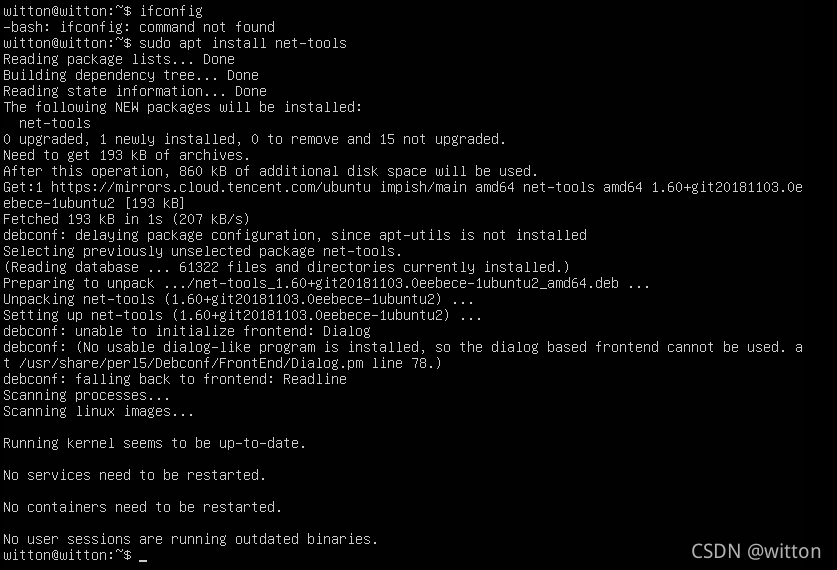 witton@witton:~$ ifconfig
-bash: ifconfig: command not found
witton@witton:~$ sudo apt install net-tools
Reading package lists... Done
Building dependency tree... Done
Reading state information... Done
The following NEW packages will be installed:
  net-tools
0 upgraded, 1 newly installed, 0 to remove and 15 not upgraded.
Need to get 193 kB of archives.
After this operation, 860 kB of additional disk space will be used.
Get:1 https://mirrors.cloud.tencent.com/ubuntu impish/main amd64 net-tools amd64 1.60+git20181103.0e
ebece-1ubuntu2 [193 kB]
Fetched 193 kB in 1s (207 kB/s)
debconf: delaying package configuration, since apt-utils is not installed
Selecting previously unselected package net-tools.
(Reading database ... 61322 files and directories currently installed.)
Preparing to unpack .../net-tools_1.60+git20181103.0eebece-1ubuntu2_amd64.deb ...
Unpacking net-tools (1.60+git20181103.0eebece-1ubuntu2) ...
Setting up net-tools (1.60+git20181103.0eebece-1ubuntu2) ...
debconf: unable to initialize frontend: Dialog
debconf: (No usable dialog-like program is installed, so the dialog based frontend cannot be used. a
t /usr/share/perl5/Debconf/FrontEnd/Dialog.pm line 78.)
debconf: falling back to frontend: Readline
Scanning processes...
Scanning linux images...

Running kernel seems to be up-to-date.

No services need to be restarted.

No containers need to be restarted.

No user sessions are running outdated binaries.
witton@witton:~$ _
CSDN @witton